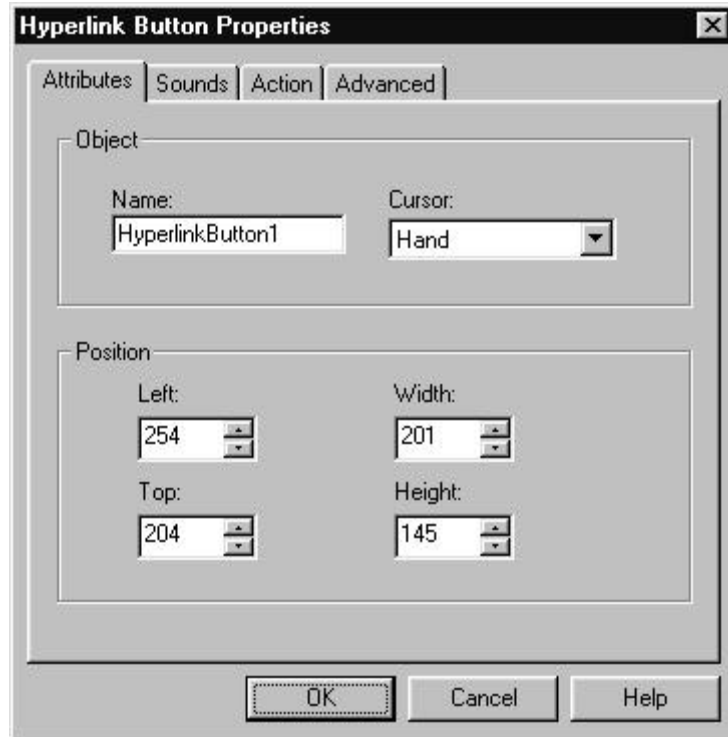 Hyperlink Button Properties
Attributes Sounds Action Advanced
Object
Name: Cursor:
HyperlinkButton1 Hand
Position
Left: Width:
254 201
Top: Height:
204 145
OK Cancel Help